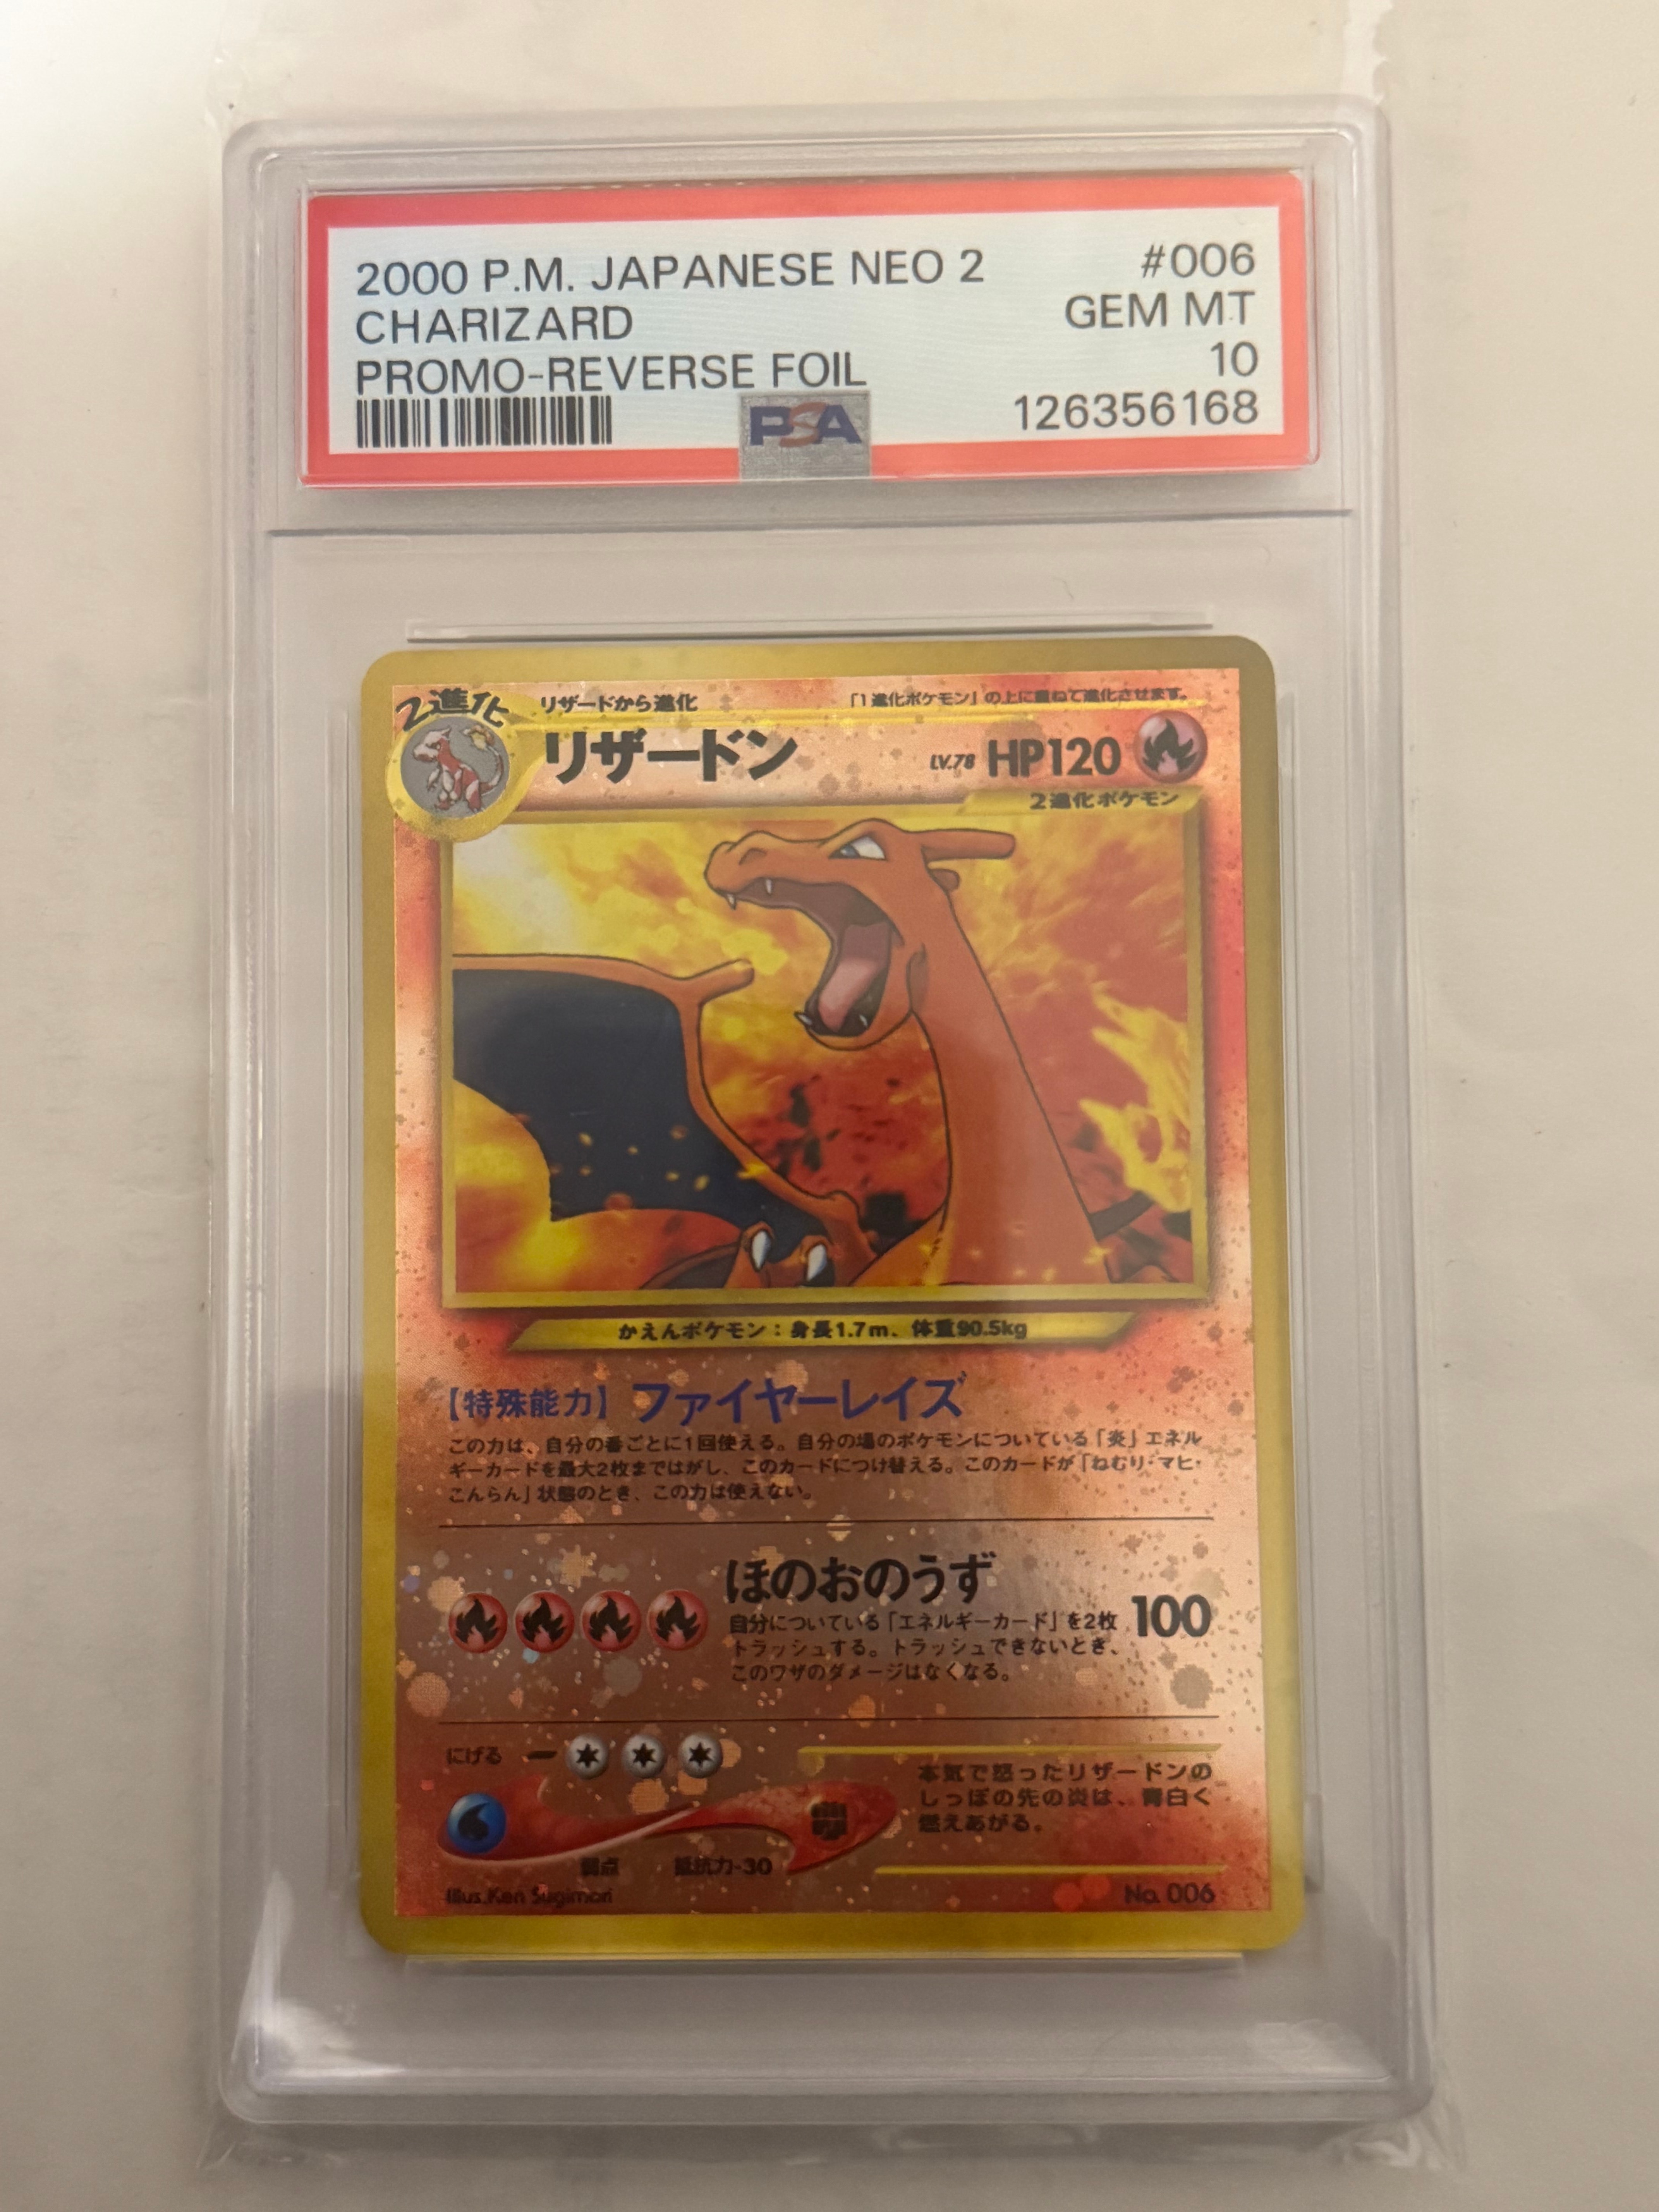 2000 P.M. JAPANESE NEO 2 #006
CHARIZARD GEM MT
PROMO-REVERSE FOIL 10
PSA 126356168
2進化 リザードから進化 「1進化ポケモン」の上に重ねて進化させます。
リザードン LV.78 HP120
2進化ポケモン
かえんポケモン：身長1.7m、体重90.5kg
【特殊能力】ファイヤーレイズ
この力は、自分の番ごとに1回使える。自分の場のポケモンについている「炎」エネル
ギーカードを最大2枚まではがし、このカードにつけ替える。このカードが「ねむり・マヒ・
こんらん」状態のとき、この力は使えない。
ほのおのうず
自分についている「エネルギーカード」を2枚 100
トラッシュする。トラッシュできないとき、
このワザのダメージはなくなる。
にげる
本気で怒ったリザードンの
しっぽの先の炎は、青白く
燃えあがる。
弱点 抵抗力-30
Illus.Ken Sugimori No. 006